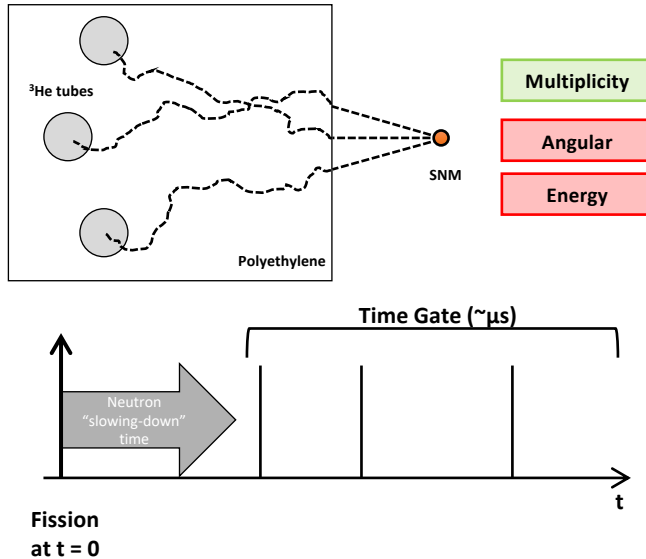 ³He tubes
SNM
Polyethylene
Multiplicity
Angular
Energy
Time Gate (~μs)
Neutron
“slowing-down”
time
t
Fission
at t = 0